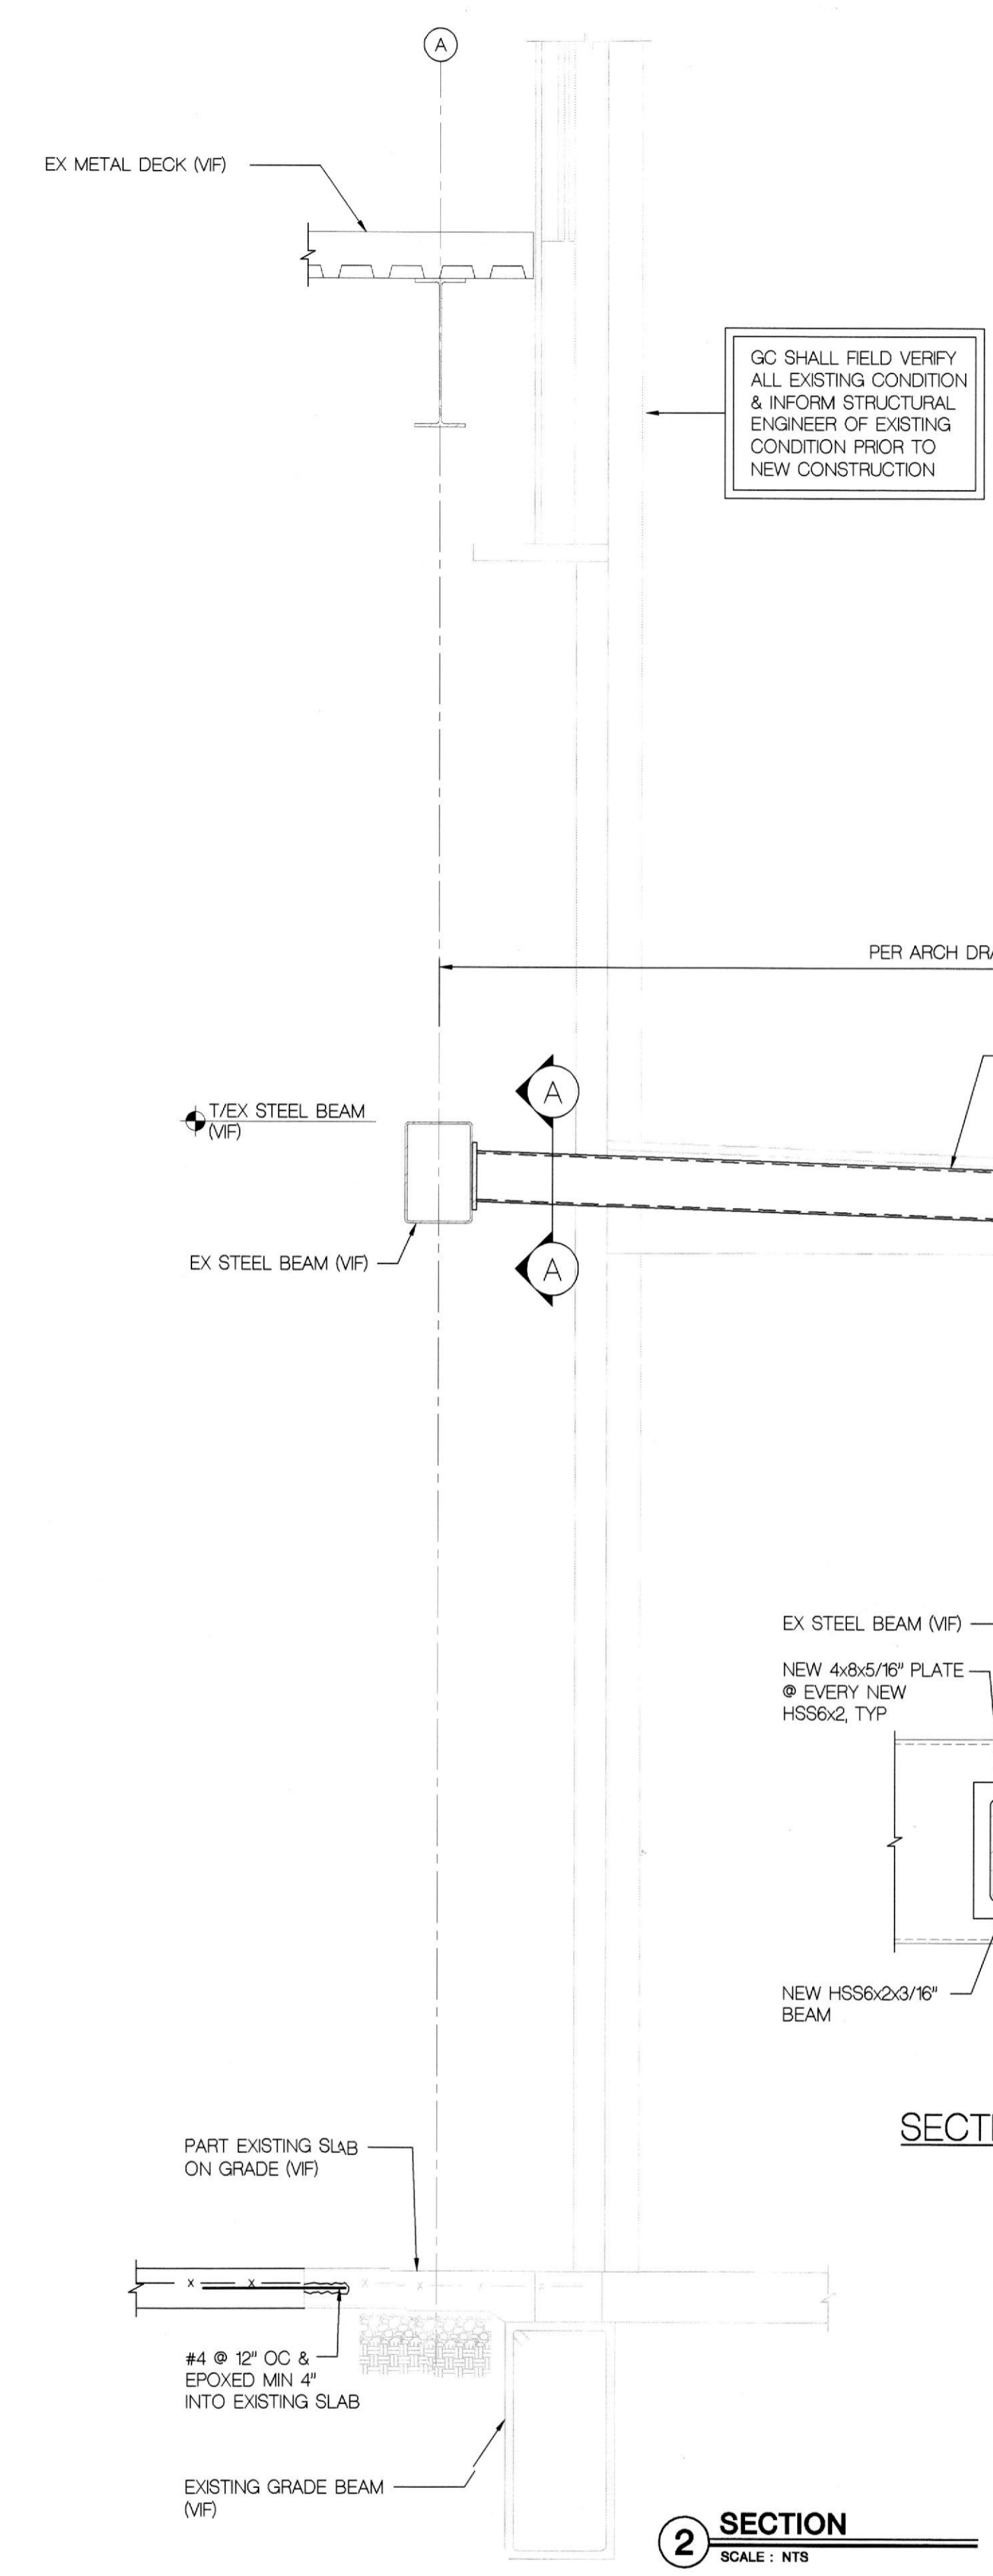 A
EX METAL DECK (VIF)
GC SHALL FIELD VERIFY
ALL EXISTING CONDITION
& INFORM STRUCTURAL
ENGINEER OF EXISTING
CONDITION PRIOR TO
NEW CONSTRUCTION
PER ARCH DRA
A
T/EX STEEL BEAM
(VIF)
EX STEEL BEAM (VIF)
A
EX STEEL BEAM (VIF)
NEW 4x8x5/16" PLATE
@ EVERY NEW
HSS6x2, TYP
NEW HSS6x2x3/16"
BEAM
SECTI
PART EXISTING SLAB
ON GRADE (VIF)
x x x x x x
#4 @ 12" OC &
EPOXED MIN 4"
INTO EXISTING SLAB
EXISTING GRADE BEAM
(VIF)
2 SECTION
SCALE : NTS